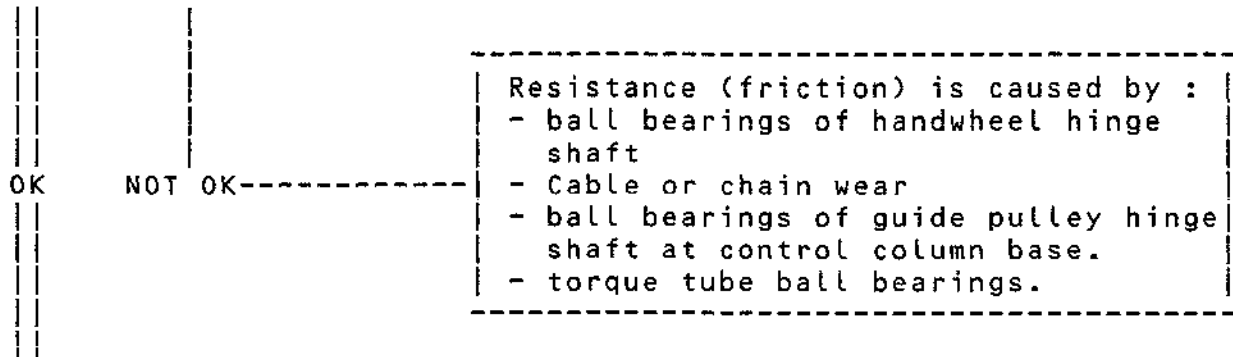 Resistance (friction) is caused by :
- ball bearings of handwheel hinge
shaft
OK NOT OK - Cable or chain wear
- ball bearings of guide pulley hinge
shaft at control column base.
- torque tube ball bearings.